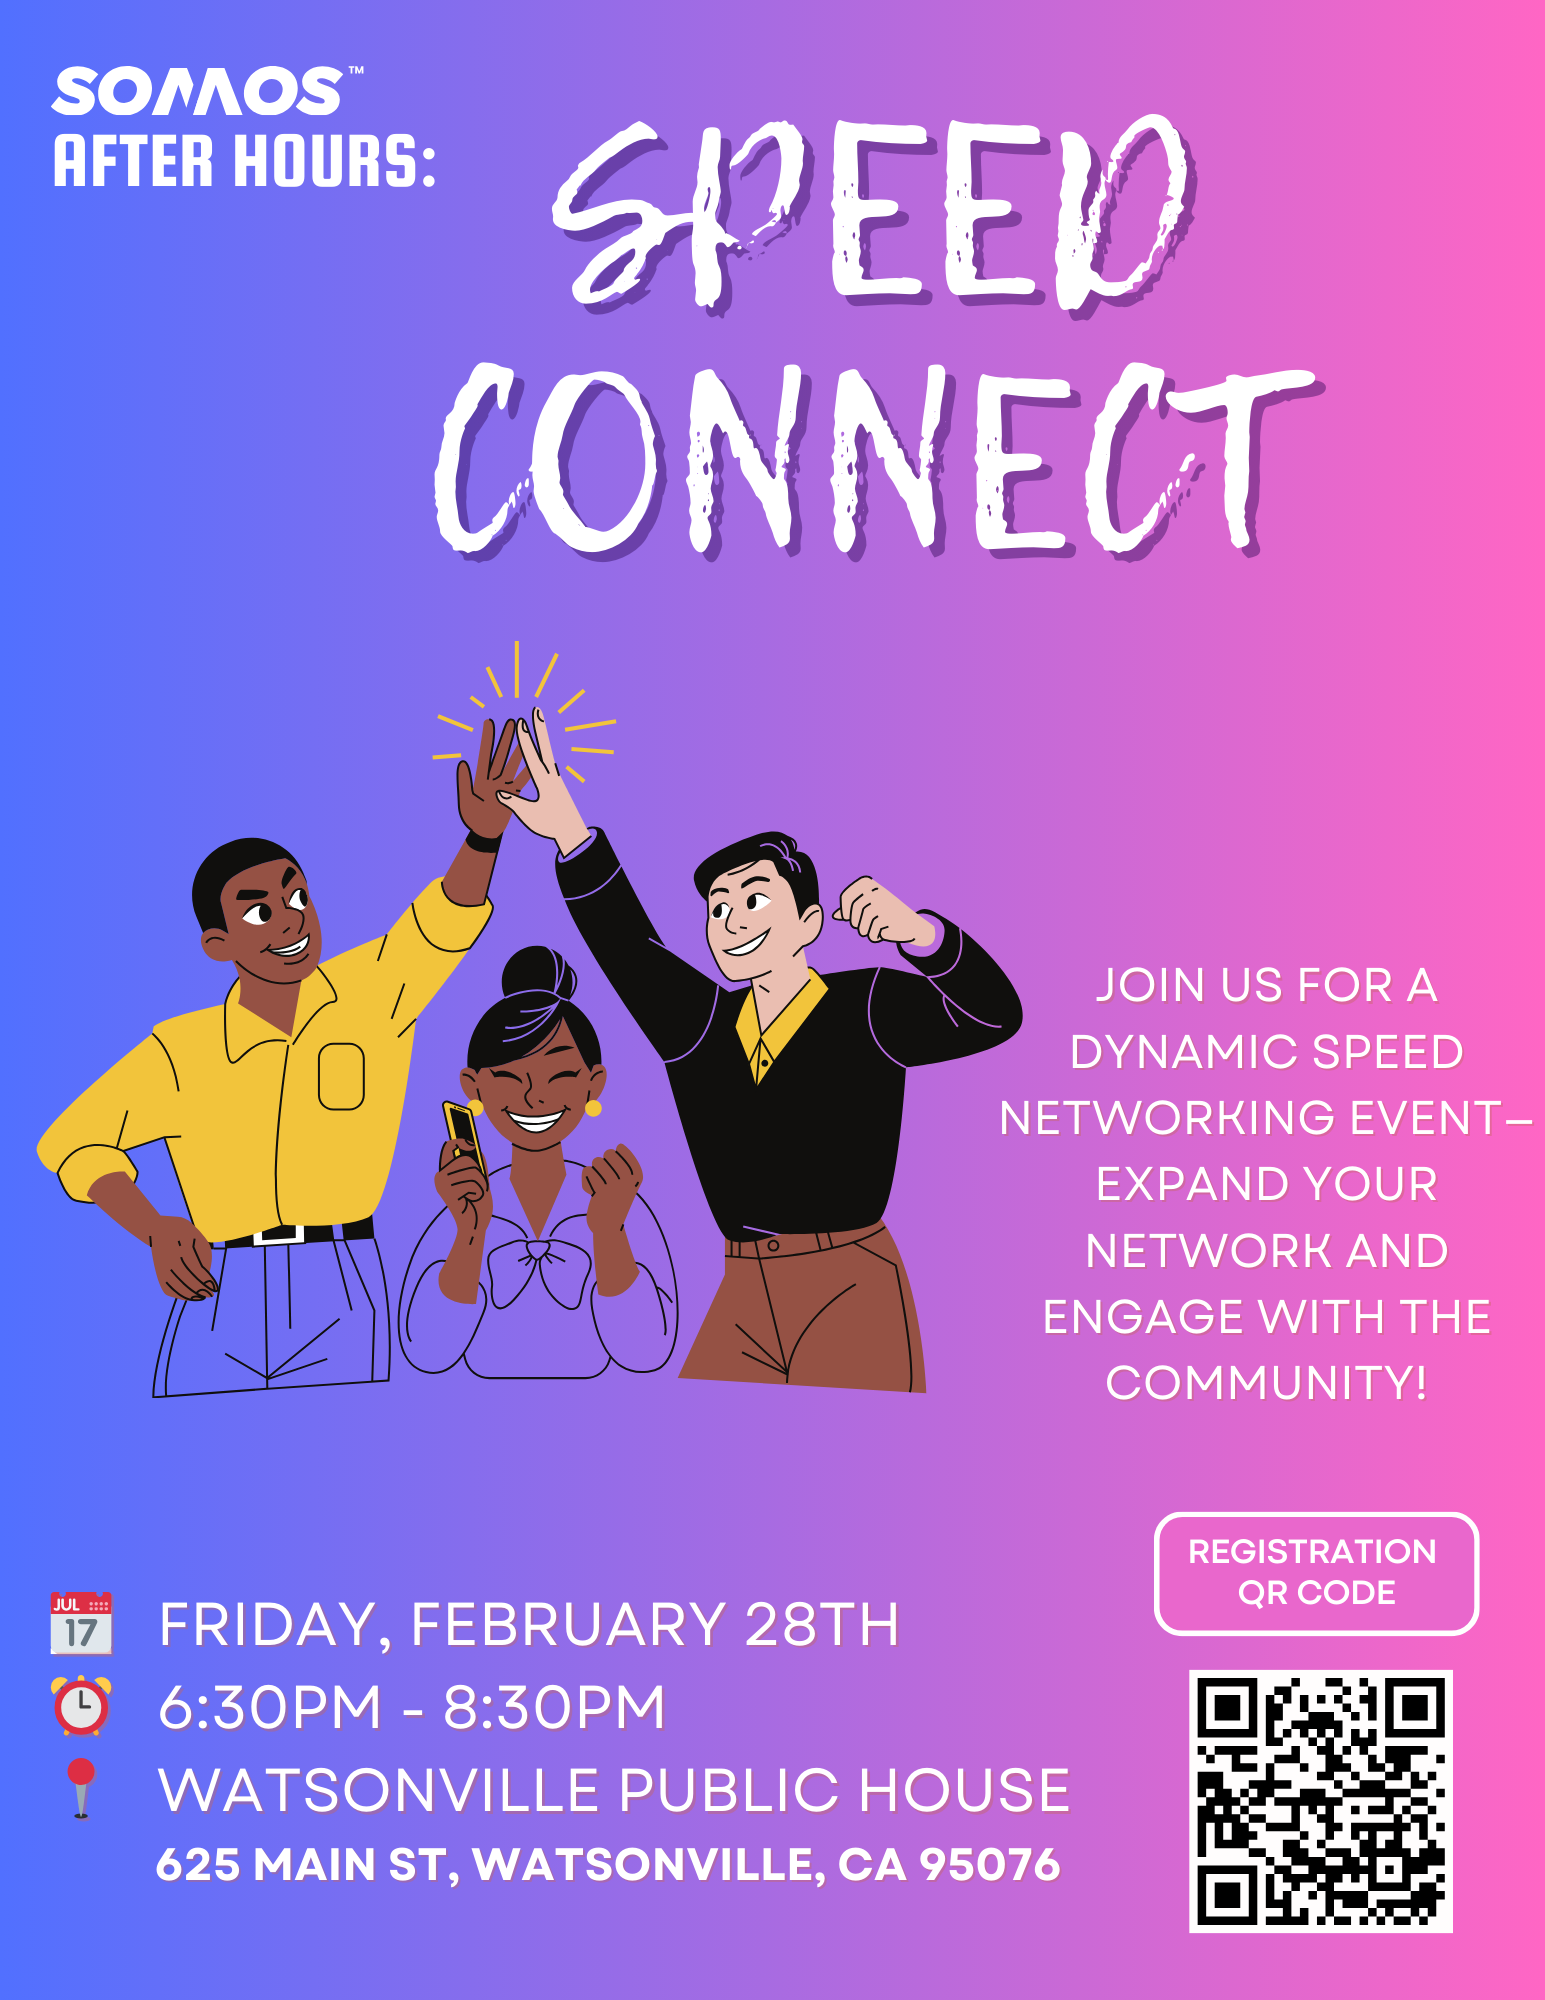 SOMOS™
AFTER HOURS:
SPEED
CONNECT
JOIN US FOR A
DYNAMIC SPEED
NETWORKING EVENT–
EXPAND YOUR
NETWORK AND
ENGAGE WITH THE
COMMUNITY!
REGISTRATION
QR CODE
JUL
17
FRIDAY, FEBRUARY 28TH
6:30PM - 8:30PM
WATSONVILLE PUBLIC HOUSE
625 MAIN ST, WATSONVILLE, CA 95076